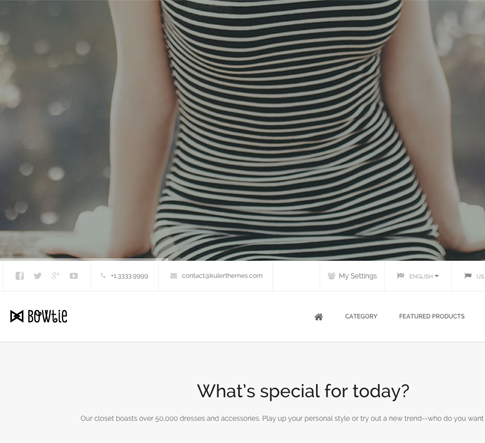 +1.3333.9999
contact@kulerthemes.com
My Settings
ENGLISH
US
BOWtie
CATEGORY
FEATURED PRODUCTS
What's special for today?
Our closet boasts over 50,000 dresses and accessories. Play up your personal style or try out a new trend--who do you want